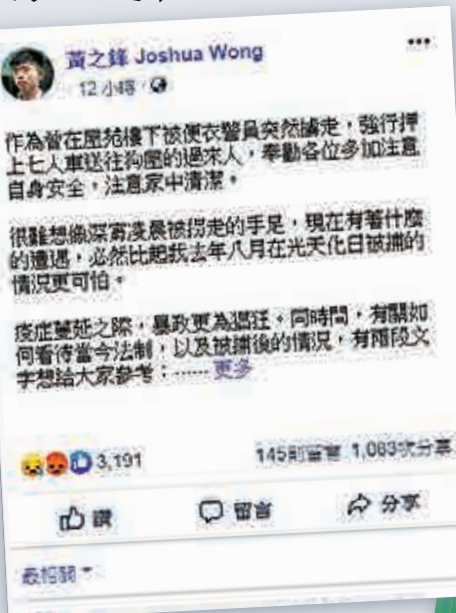 黃之鋒 Joshua Wong
12 小時
作為曾在屋苑樓下被便衣警員突然擄走，強行押
上七人車送往狗屋的過來人，奉勸各位多加注意
自身安全，注意家中清潔。
很難想像深宵淩晨被拐走的手足，現在有著什麼
的遭遇，必然比起我去年八月在光天化日被捕的
情況更可怕。
疫症蔓延之際，暴政更為猖狂。同時間，有關如
何看待當今法制，以及被捕後的情況，有兩段文
字想給大家參考：…… 更多
3,191
145則留言 1,083次分享
讚 留言 分享
最相關